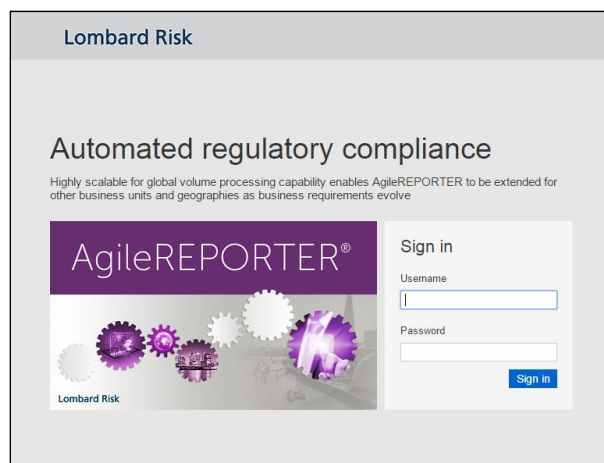 Lombard Risk
Automated regulatory compliance
Highly scalable for global volume processing capability enables AgileREPORTER to be extended for
other business units and geographies as business requirements evolve
AgileREPORTER®
Lombard Risk
Sign in
Username
Password
Sign in